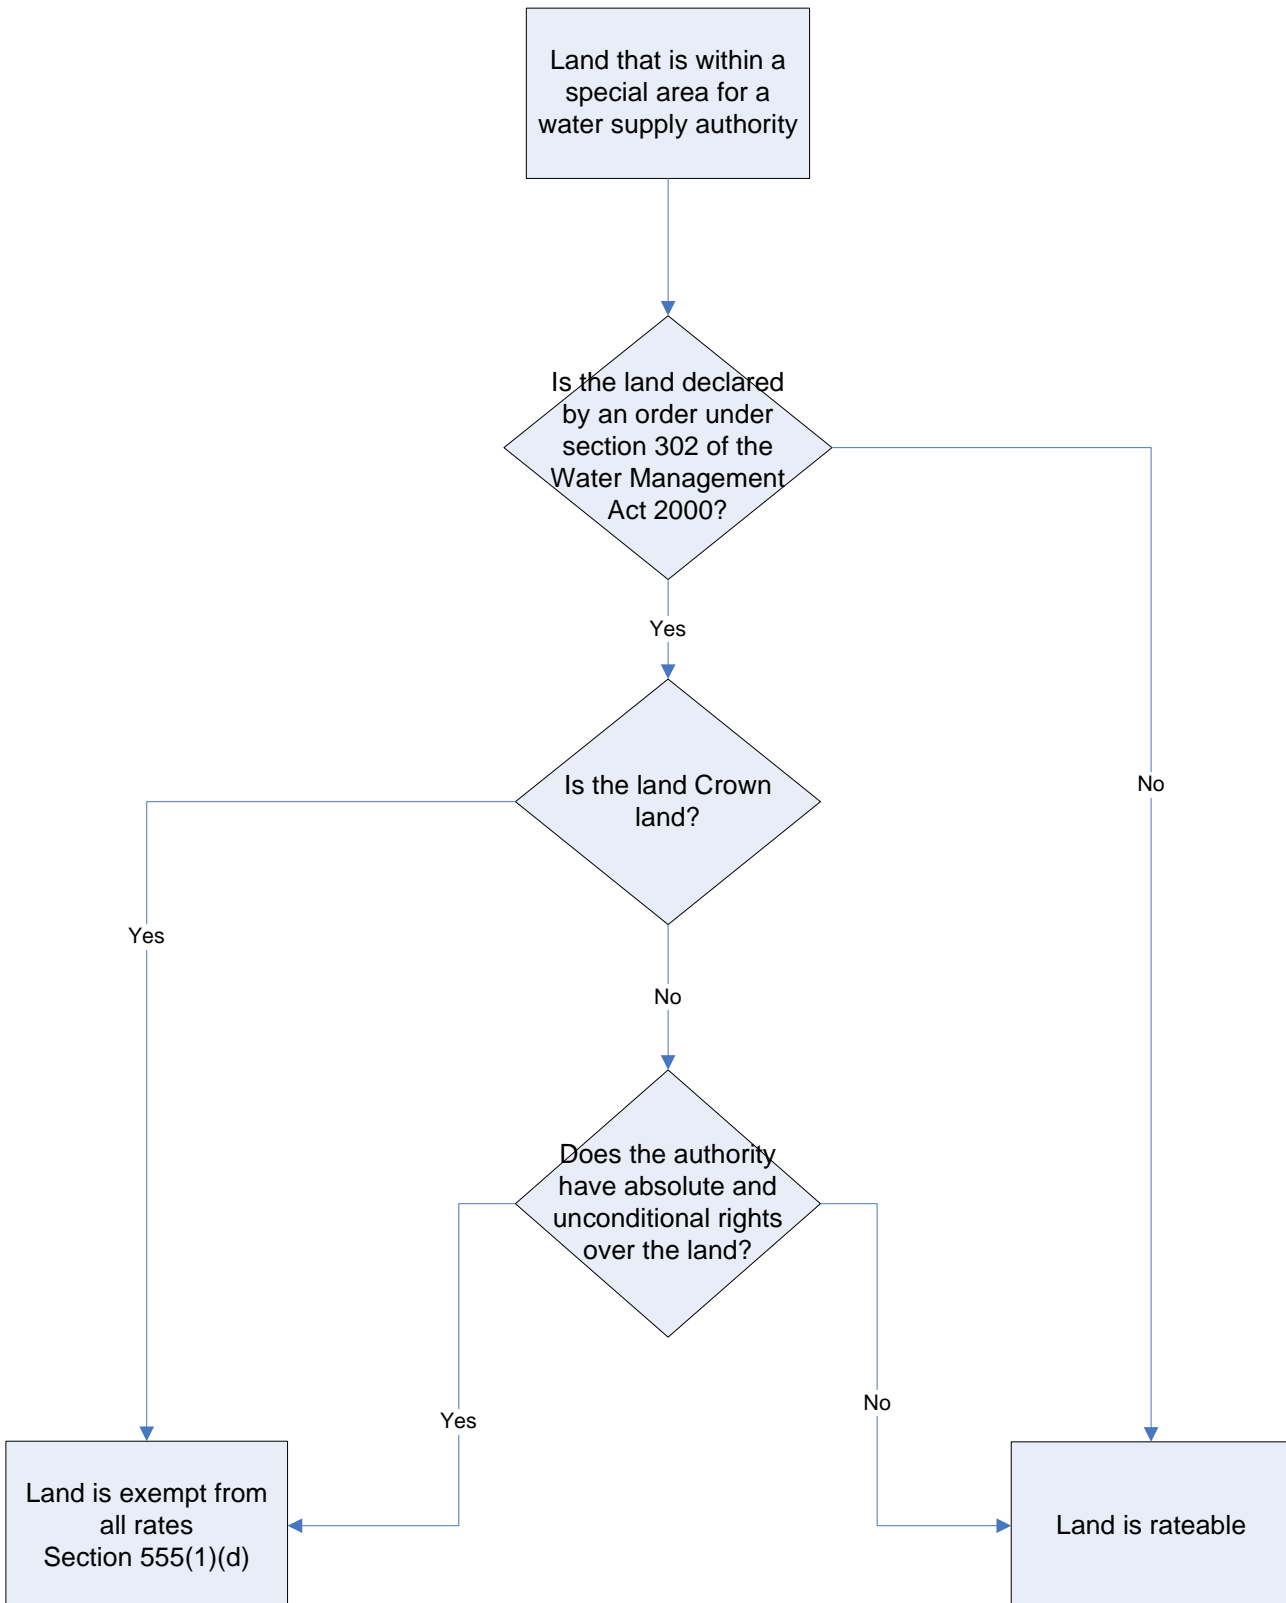 Land that is within a
special area for a
water supply authority
Is the land declared
by an order under
section 302 of the
Water Management
Act 2000?
Yes
No
Is the land Crown
land?
Yes
No
Does the authority
have absolute and
unconditional rights
over the land?
Yes
No
Land is exempt from
all rates
Section 555(1)(d)
Land is rateable